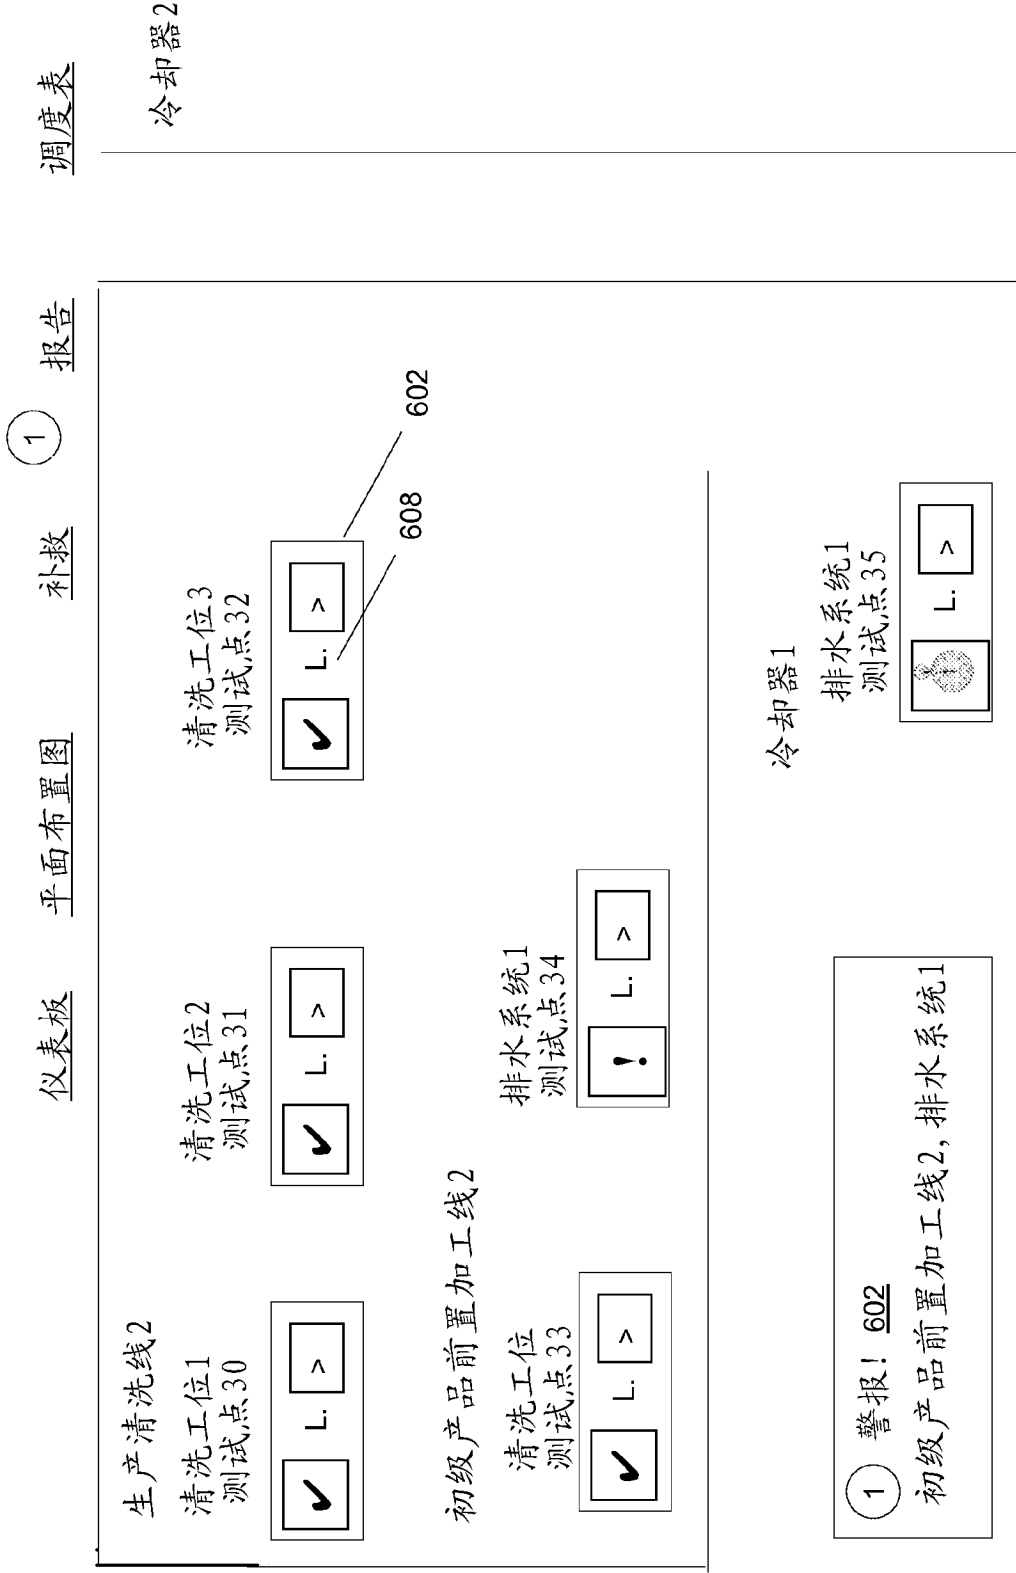 仪表板
平面布置图
补救
1
报告
调度表
生产清洗线2
清洗工位1
测试点30
L. >
清洗工位2
测试点31
L. >
清洗工位3
测试点32
L. >
608
602
初级产品前置加工线2
清洗工位
测试点33
L. >
排水系统1
测试点34
! L. >
冷却器2
1 警报! 602
初级产品前置加工线2,排水系统1
冷却器1
排水系统1
测试点35
L. >